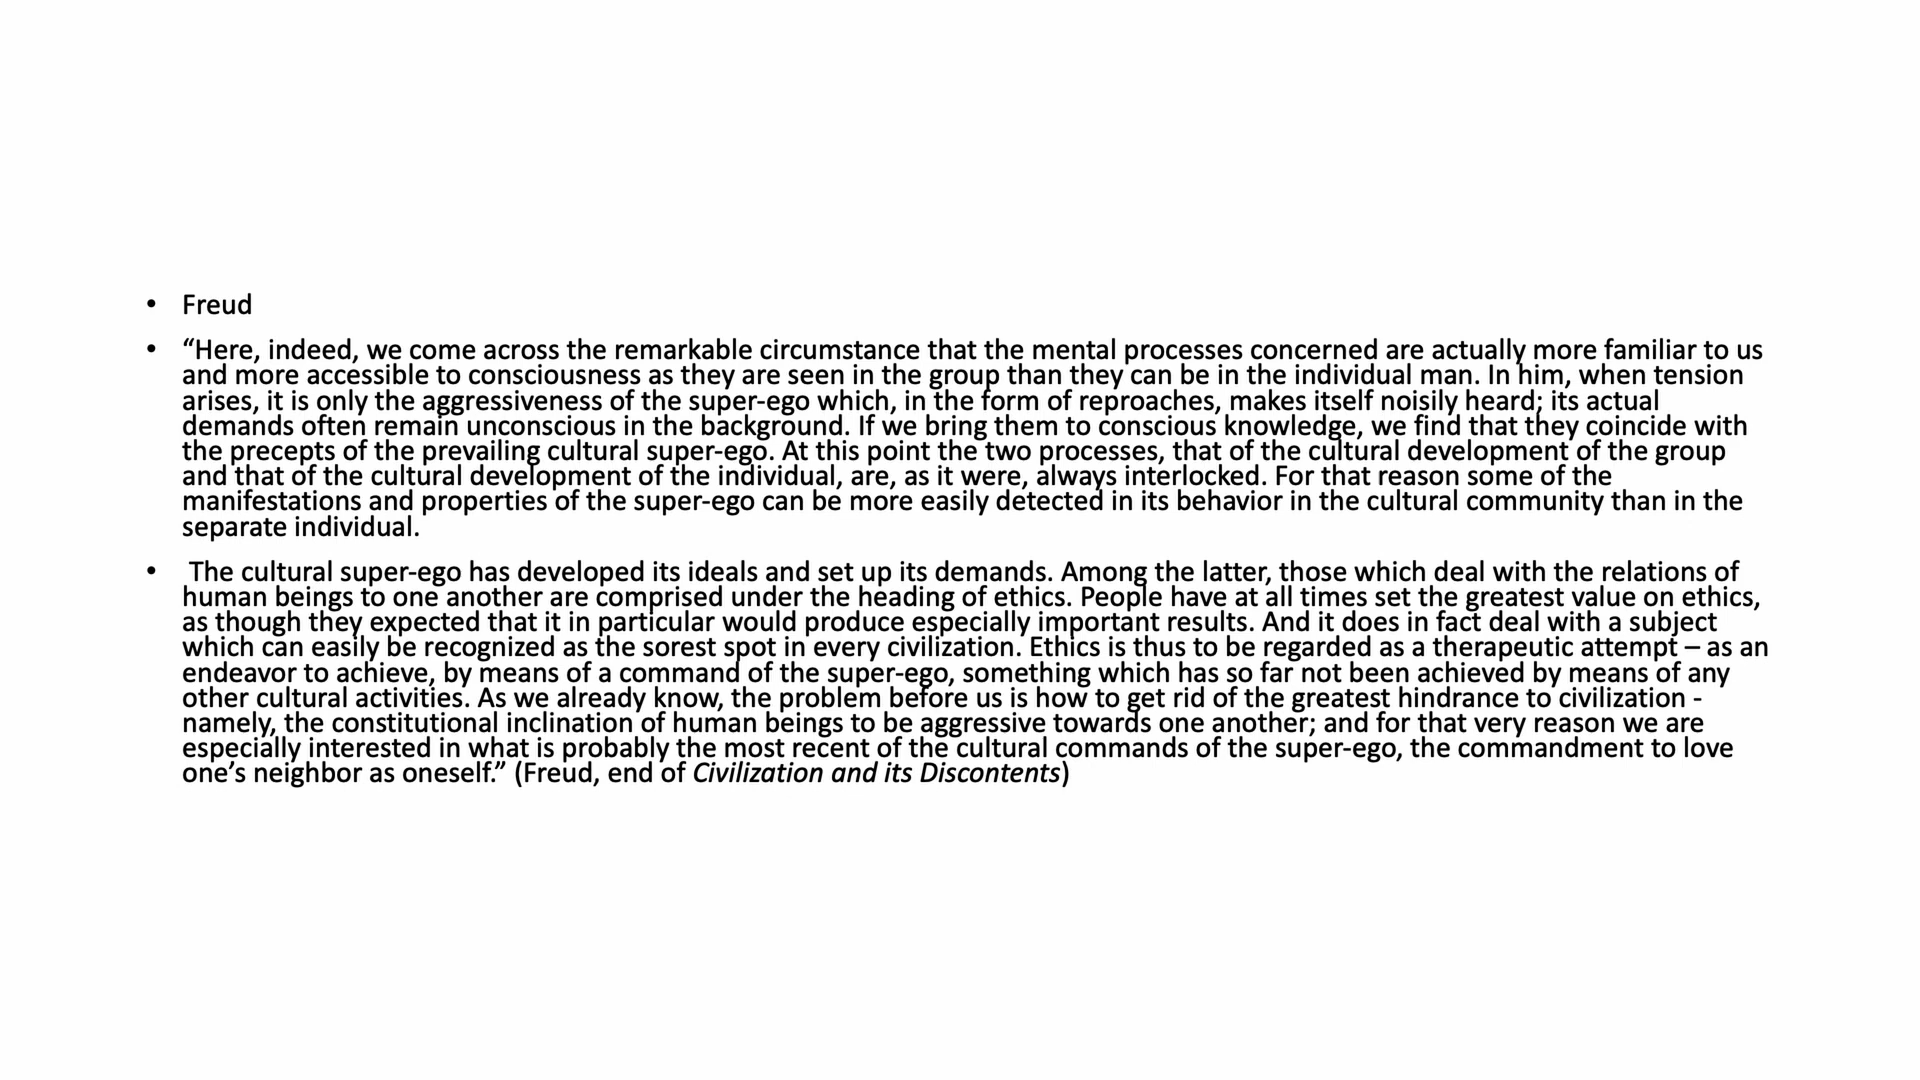 • Freud
• “Here, indeed, we come across the remarkable circumstance that the mental processes concerned are actually more familiar to us
and more accessible to consciousness as they are seen in the group than they can be in the individual man. In him, when tension
arises, it is only the aggressiveness of the super-ego which, in the form of reproaches, makes itself noisily heard; its actual
demands often remain unconscious in the background. If we bring them to conscious knowledge, we find that they coincide with
the precepts of the prevailing cultural super-ego. At this point the two processes, that of the cultural development of the group
and that of the cultural development of the individual, are, as it were, always interlocked. For that reason some of the
manifestations and properties of the super-ego can be more easily detected in its behavior in the cultural community than in the
separate individual.
• The cultural super-ego has developed its ideals and set up its demands. Among the latter, those which deal with the relations of
human beings to one another are comprised under the heading of ethics. People have at all times set the greatest value on ethics,
as though they expected that it in particular would produce especially important results. And it does in fact deal with a subject
which can easily be recognized as the sorest spot in every civilization. Ethics is thus to be regarded as a therapeutic attempt – as an
endeavor to achieve, by means of a command of the super-ego, something which has so far not been achieved by means of any
other cultural activities. As we already know, the problem before us is how to get rid of the greatest hindrance to civilization -
namely, the constitutional inclination of human beings to be aggressive towards one another; and for that very reason we are
especially interested in what is probably the most recent of the cultural commands of the super-ego, the commandment to love
one’s neighbor as oneself.” (Freud, end of Civilization and its Discontents)